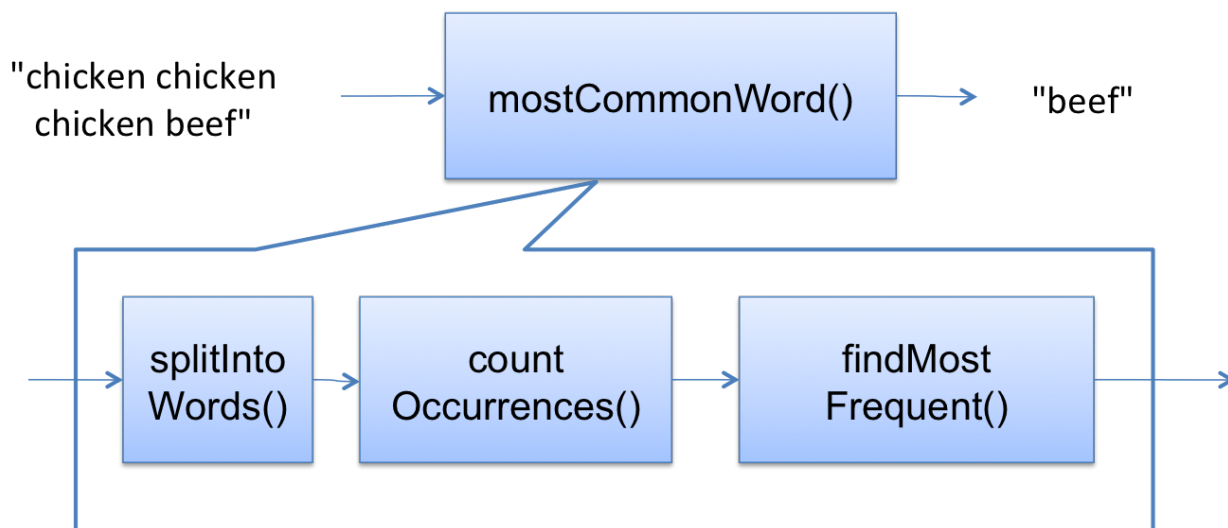 "chicken chicken
chicken beef"
mostCommonWord()
"beef"
splitInto
Words()
count
Occurrences()
findMost
Frequent()